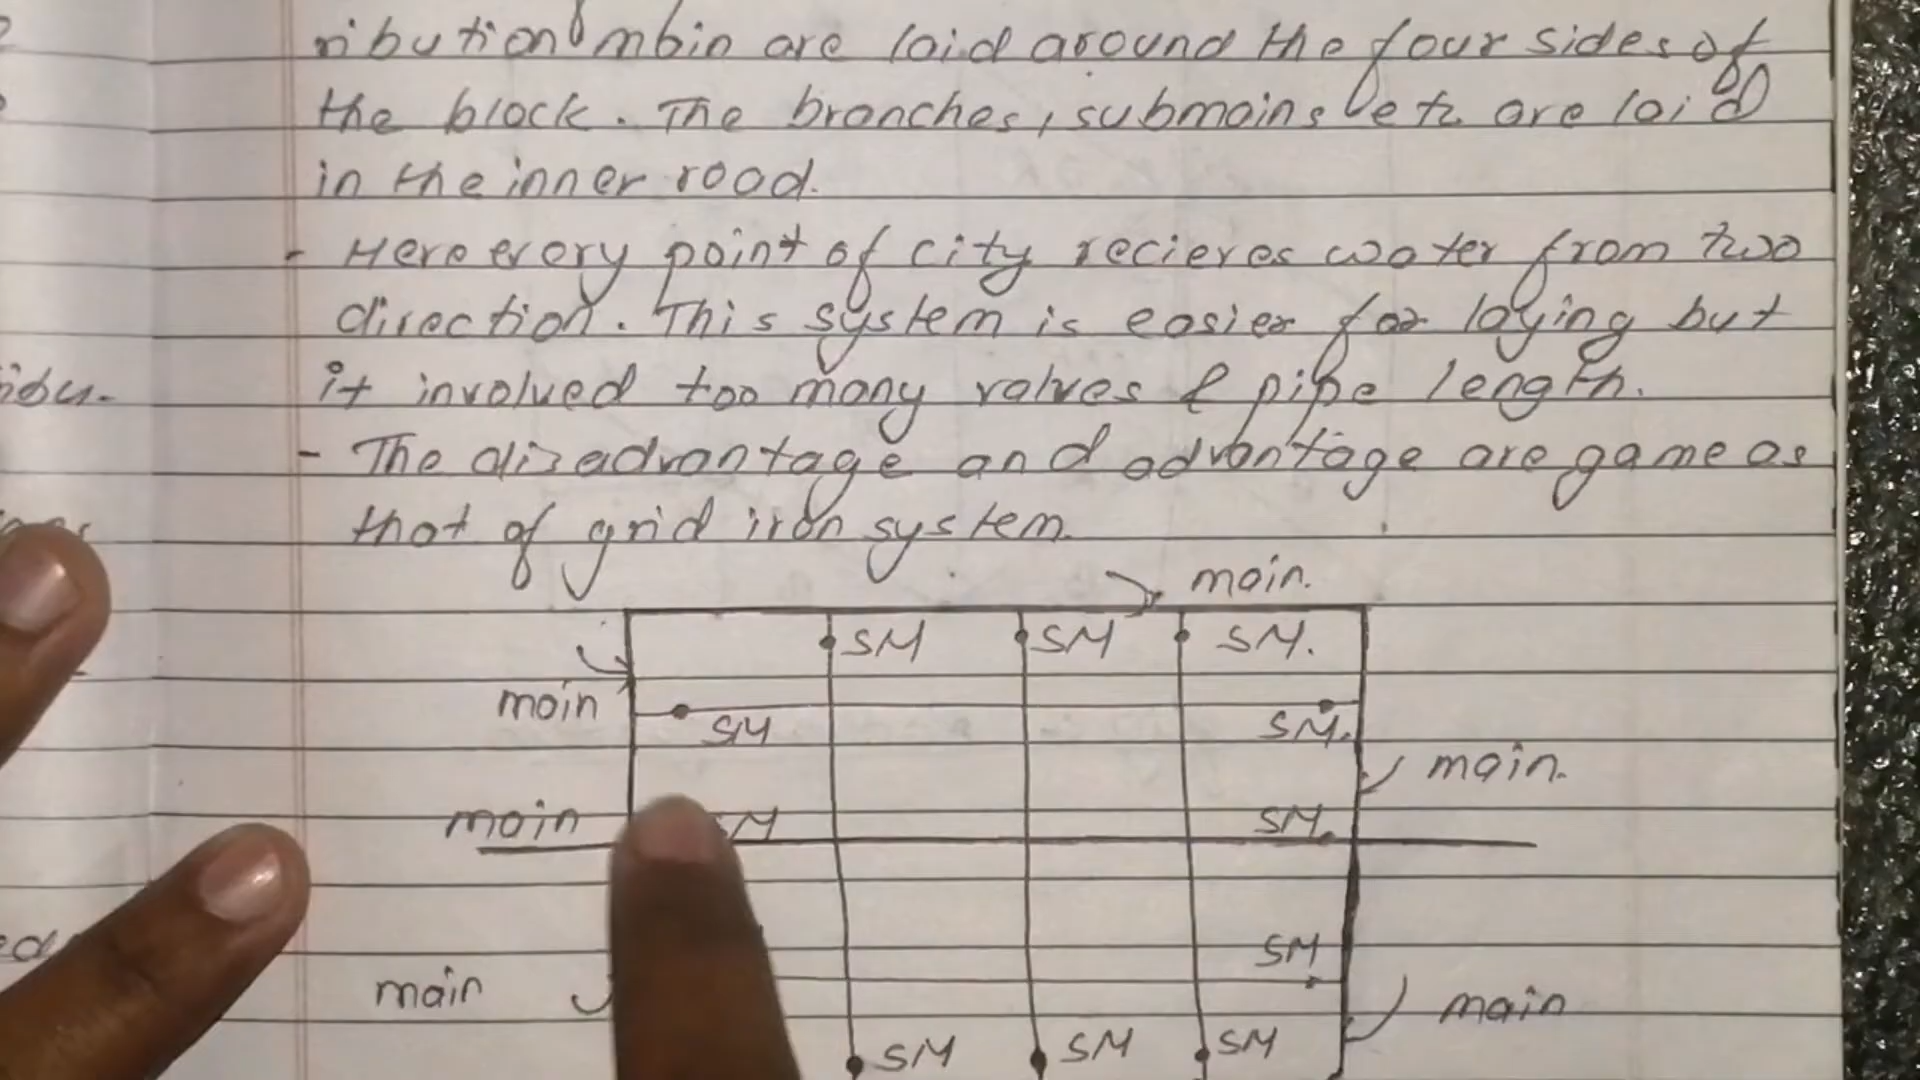 ribution main are laid around the four sides of
the block. The branches, submains etc are laid
in the inner road.
- Here every point of city recieves water from two
direction. This system is easier for laying but
it involved too many valves & pipe length.
- The disadvantage and advantage are game as
that of grid iron system.
main.
SM SM SM.
main
SM SM.
main.
main SM SM.
SM
main main
SM SM SM